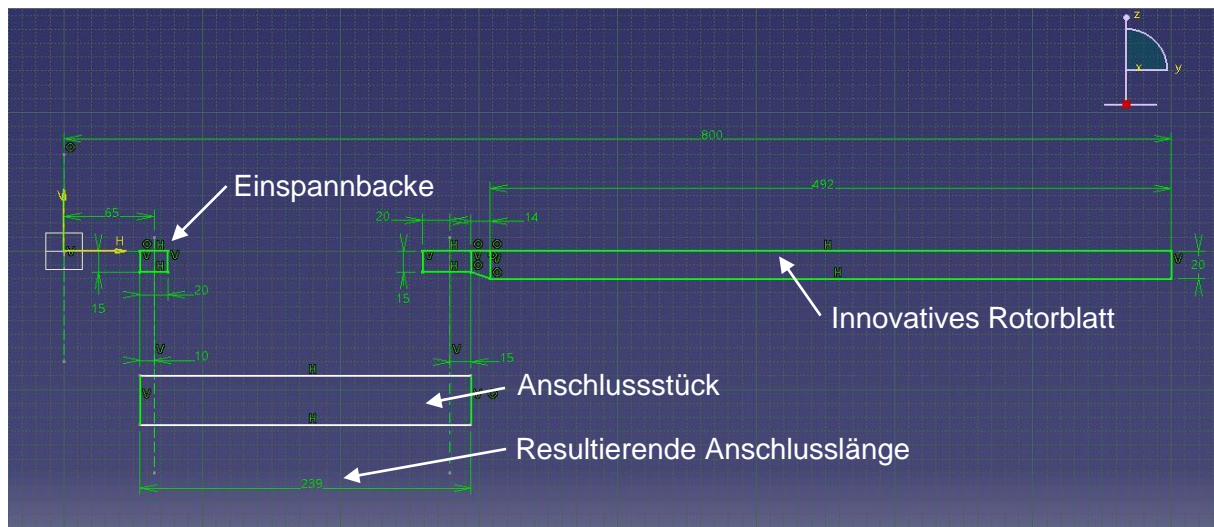 z
x y
800
Einspannbacke
492
65
20
14
V
H
H H H
V V V V V
H H H
20
15
20
15
Innovatives Rotorblatt
V V
10
15
H
Anschlussstück
V V
H
Resultierende Anschlusslänge
239